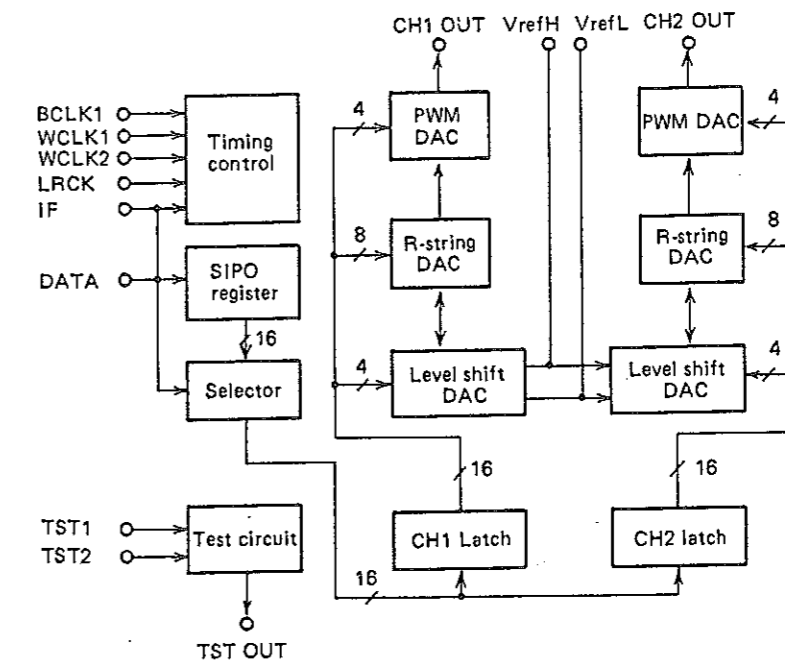 CH1 OUT VrefH VrefL CH2 OUT
BCLK1
WCLK1
WCLK2
LRCK
IF
DATA
Timing
control
SIPO
register
16
Selector
4
PWM
DAC
8
R-string
DAC
4
Level shift
DAC
PWM DAC
4
R-string
DAC
8
Level shift
DAC
4
16
16
CH1 Latch
CH2 latch
16
TST1
TST2
Test circuit
TST OUT